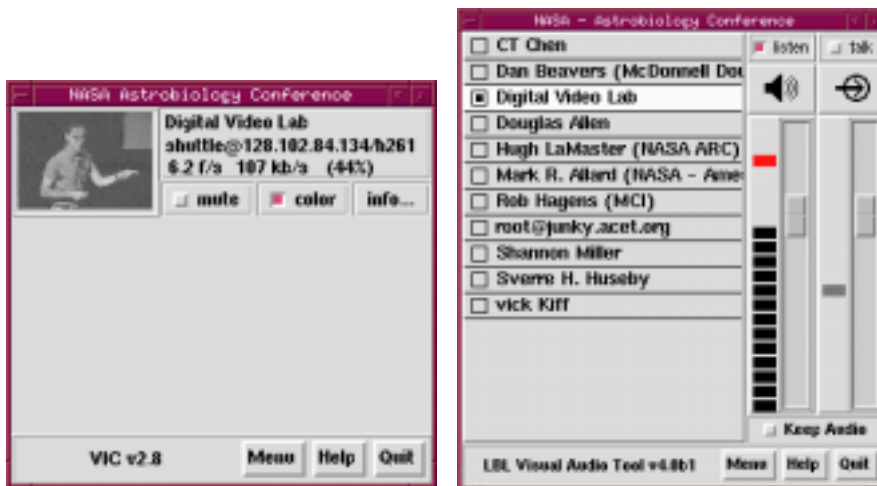 NASA Astrobiology Conference
Digital Video Lab
shuttle@128.102.84.134/h261
6.2 f/s 107 kb/s (44%)
mute color info...
VIC v2.8 Menu Help Quit
NASA - Astrobiology Conference
CT Chen
Dan Beavers (McDonnell Dou
Digital Video Lab
Douglas Allen
Hugh LaMaster (NASA ARC)
Mark R. Allard (NASA - Ame
Rob Hagens (MCI)
root@junky.acet.org
Shannon Miller
Sverre H. Huseby
vick Kiff
listen talk
Keep Audio
LBL Visual Audio Tool v4.0b1 Menu Help Quit